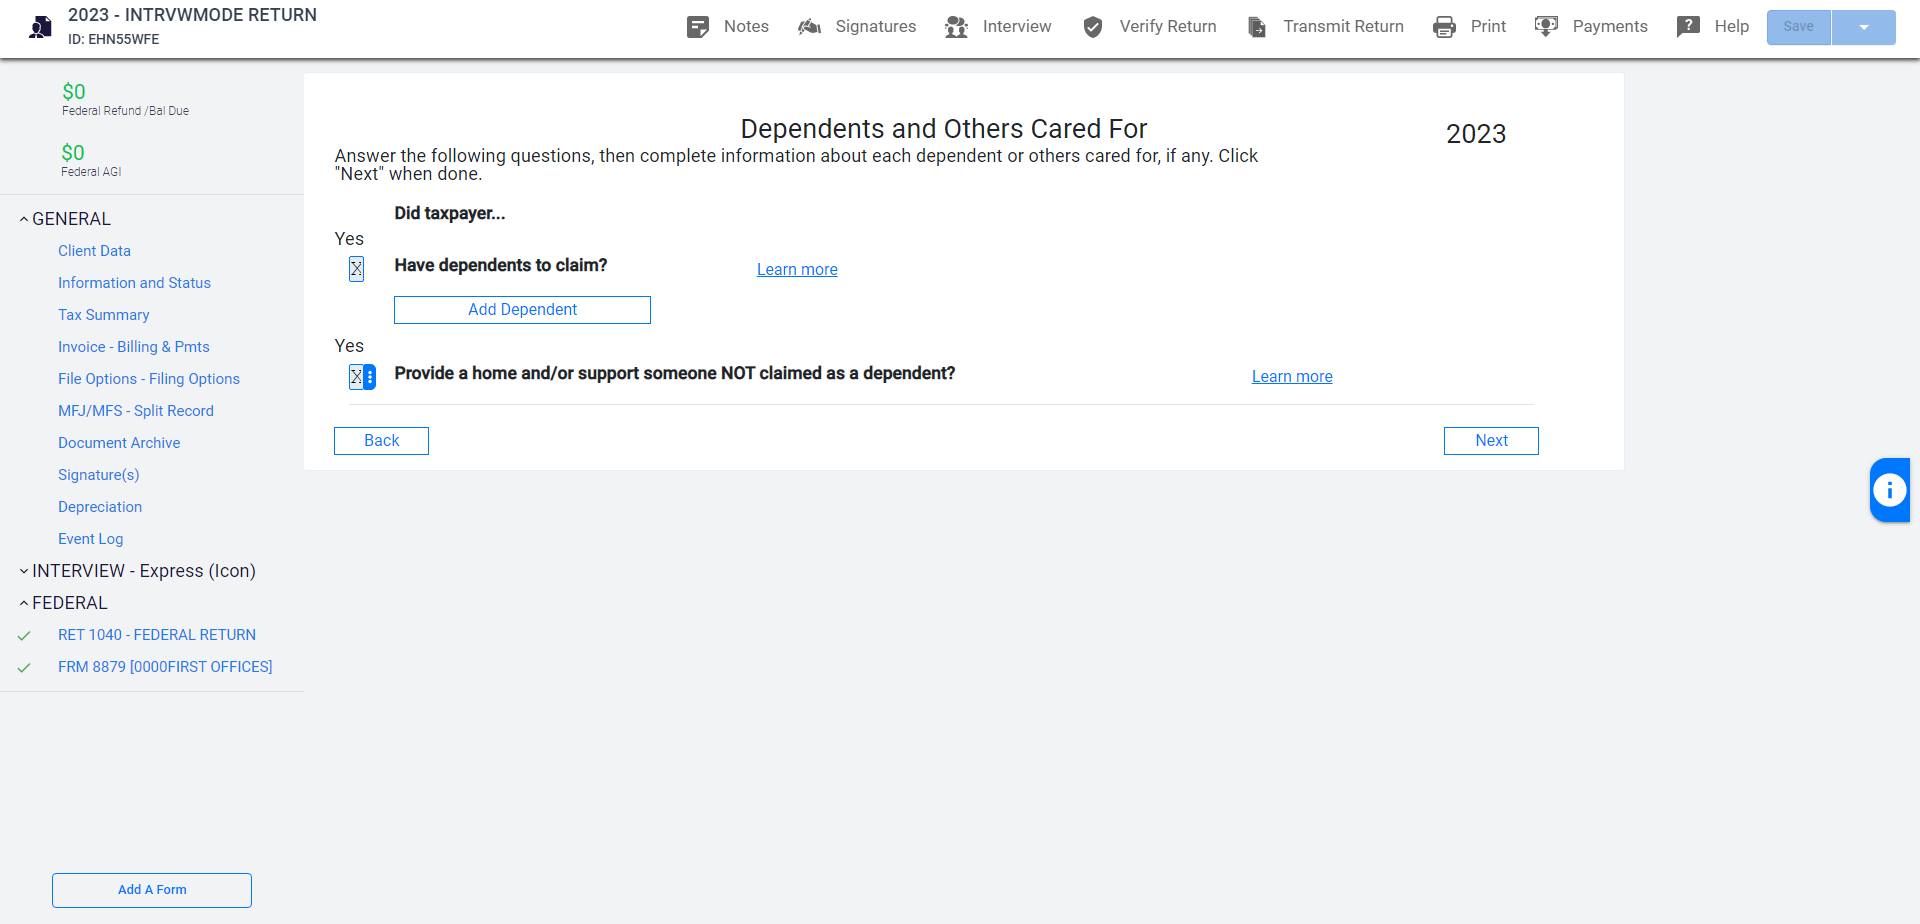 2023 - INTRVWMODE RETURN
ID: EHN55WFE
Notes
Signatures
Interview
Verify Return
Transmit Return
Print
Payments
Help
Save
$0
Federal Refund /Bal Due
$0
Federal AGI
GENERAL
Client Data
Information and Status
Tax Summary
Invoice - Billing & Pmts
File Options - Filing Options
MFJ/MFS - Split Record
Document Archive
Signature(s)
Depreciation
Event Log
INTERVIEW - Express (Icon)
FEDERAL
RET 1040 - FEDERAL RETURN
FRM 8879 [0000FIRST OFFICES]
Add A Form
Dependents and Others Cared For
2023
Answer the following questions, then complete information about each dependent or others cared for, if any. Click
"Next" when done.
Did taxpayer...
Yes
X Have dependents to claim? Learn more
Add Dependent
Yes
X Provide a home and/or support someone NOT claimed as a dependent? Learn more
Back
Next